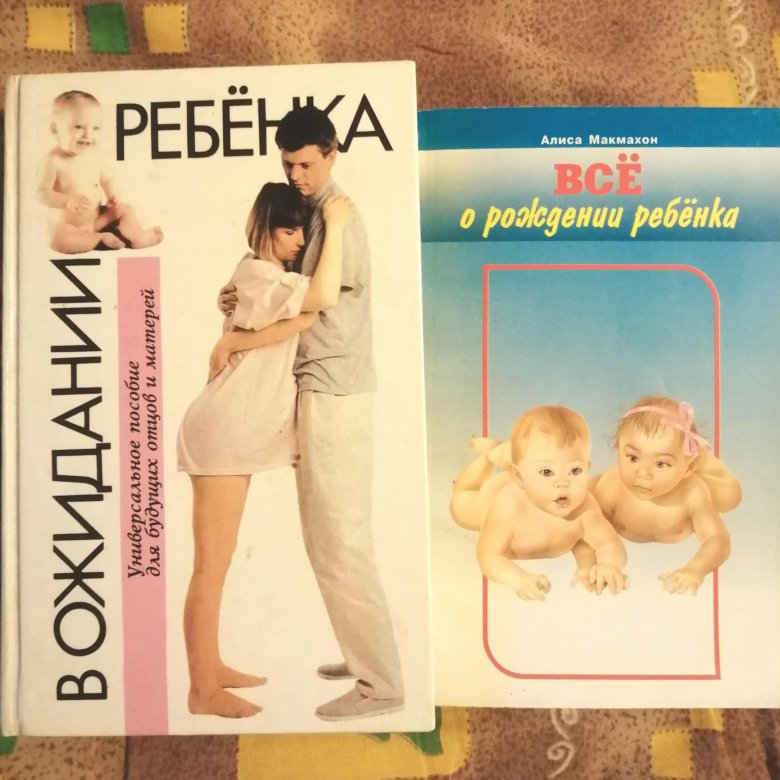 В ОЖИДАНИИ
РЕБЁНКА
Универсальное пособие
для будущих отцов и матерей
Алиса Макмахон
ВСЁ
о рождении ребёнка